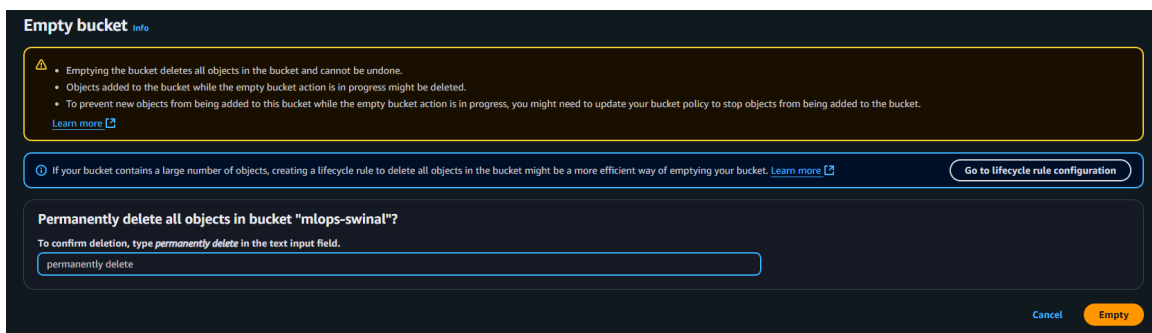 Empty bucket Info
• Emptying the bucket deletes all objects in the bucket and cannot be undone.
• Objects added to the bucket while the empty bucket action is in progress might be deleted.
• To prevent new objects from being added to this bucket while the empty bucket action is in progress, you might need to update your bucket policy to stop objects from being added to the bucket.
Learn more
If your bucket contains a large number of objects, creating a lifecycle rule to delete all objects in the bucket might be a more efficient way of emptying your bucket. Learn more
Go to lifecycle rule configuration
Permanently delete all objects in bucket "mlops-swinal"?
To confirm deletion, type permanently delete in the text input field.
permanently delete
Cancel
Empty